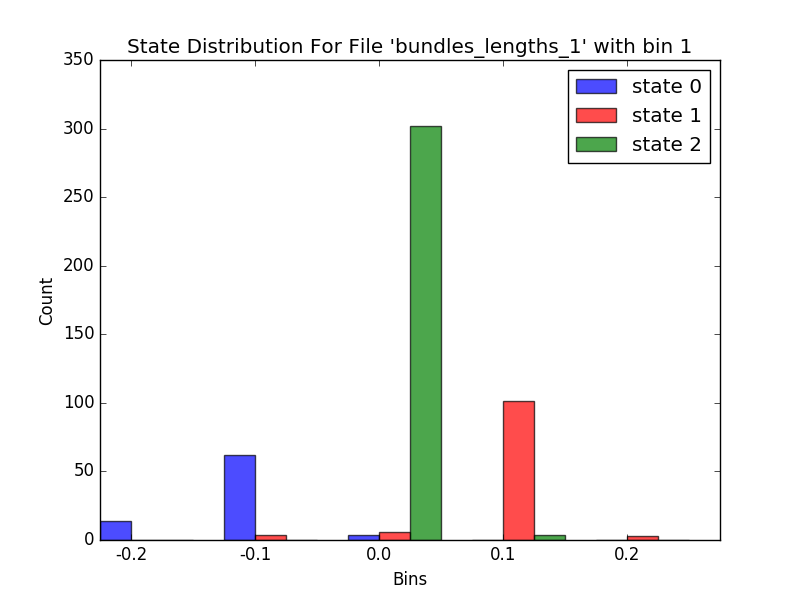 State Distribution For File 'bundles_lengths_1' with bin 1
350
300
250
200
150
100
50
0
Count
state 0
state 1
state 2
-0.2 -0.1 0.0 0.1 0.2
Bins